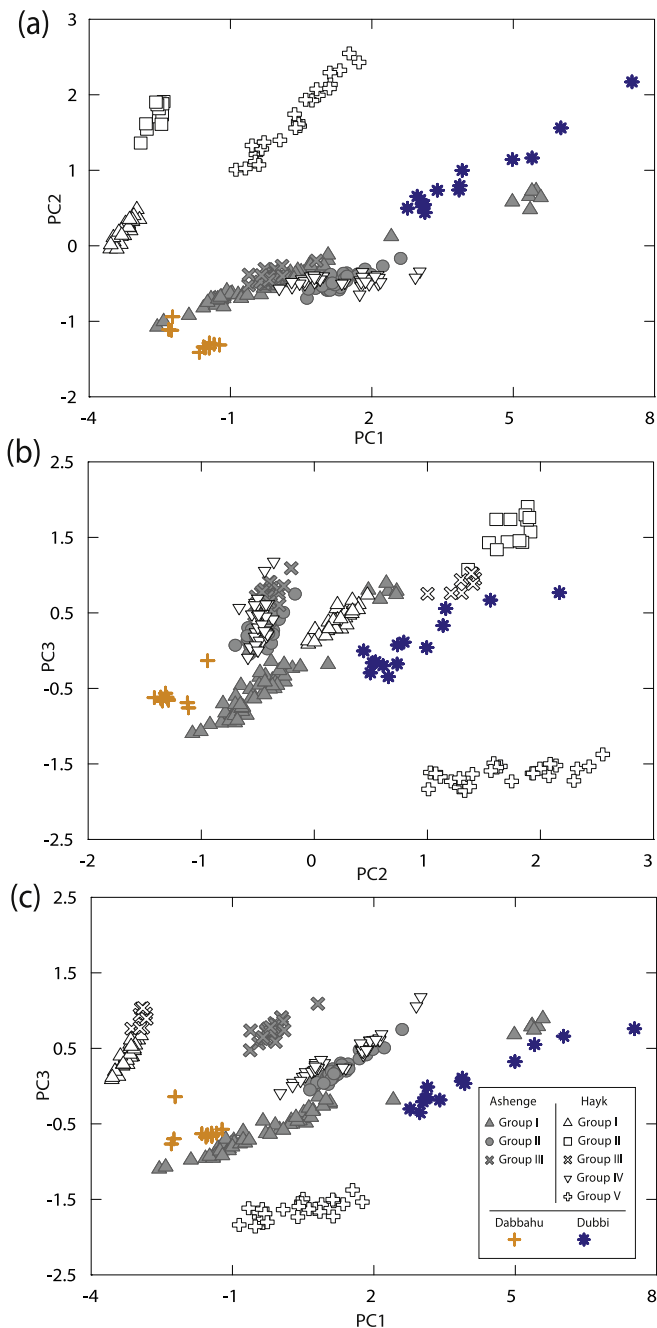 (a)
3
2
1
0
-1
-2
PC2
-4
-1
2
5
8
PC1
(b)
2.5
1.5
0.5
-0.5
-1.5
-2.5
PC3
-2
-1
0
1
2
3
PC2
(c)
2.5
1.5
0.5
-0.5
-1.5
-2.5
PC3
-4
-1
2
5
8
PC1
Ashenge
Group I
Group II
Group III
Hayk
Group I
Group II
Group III
Group IV
Group V
Dabbahu
Dubbi